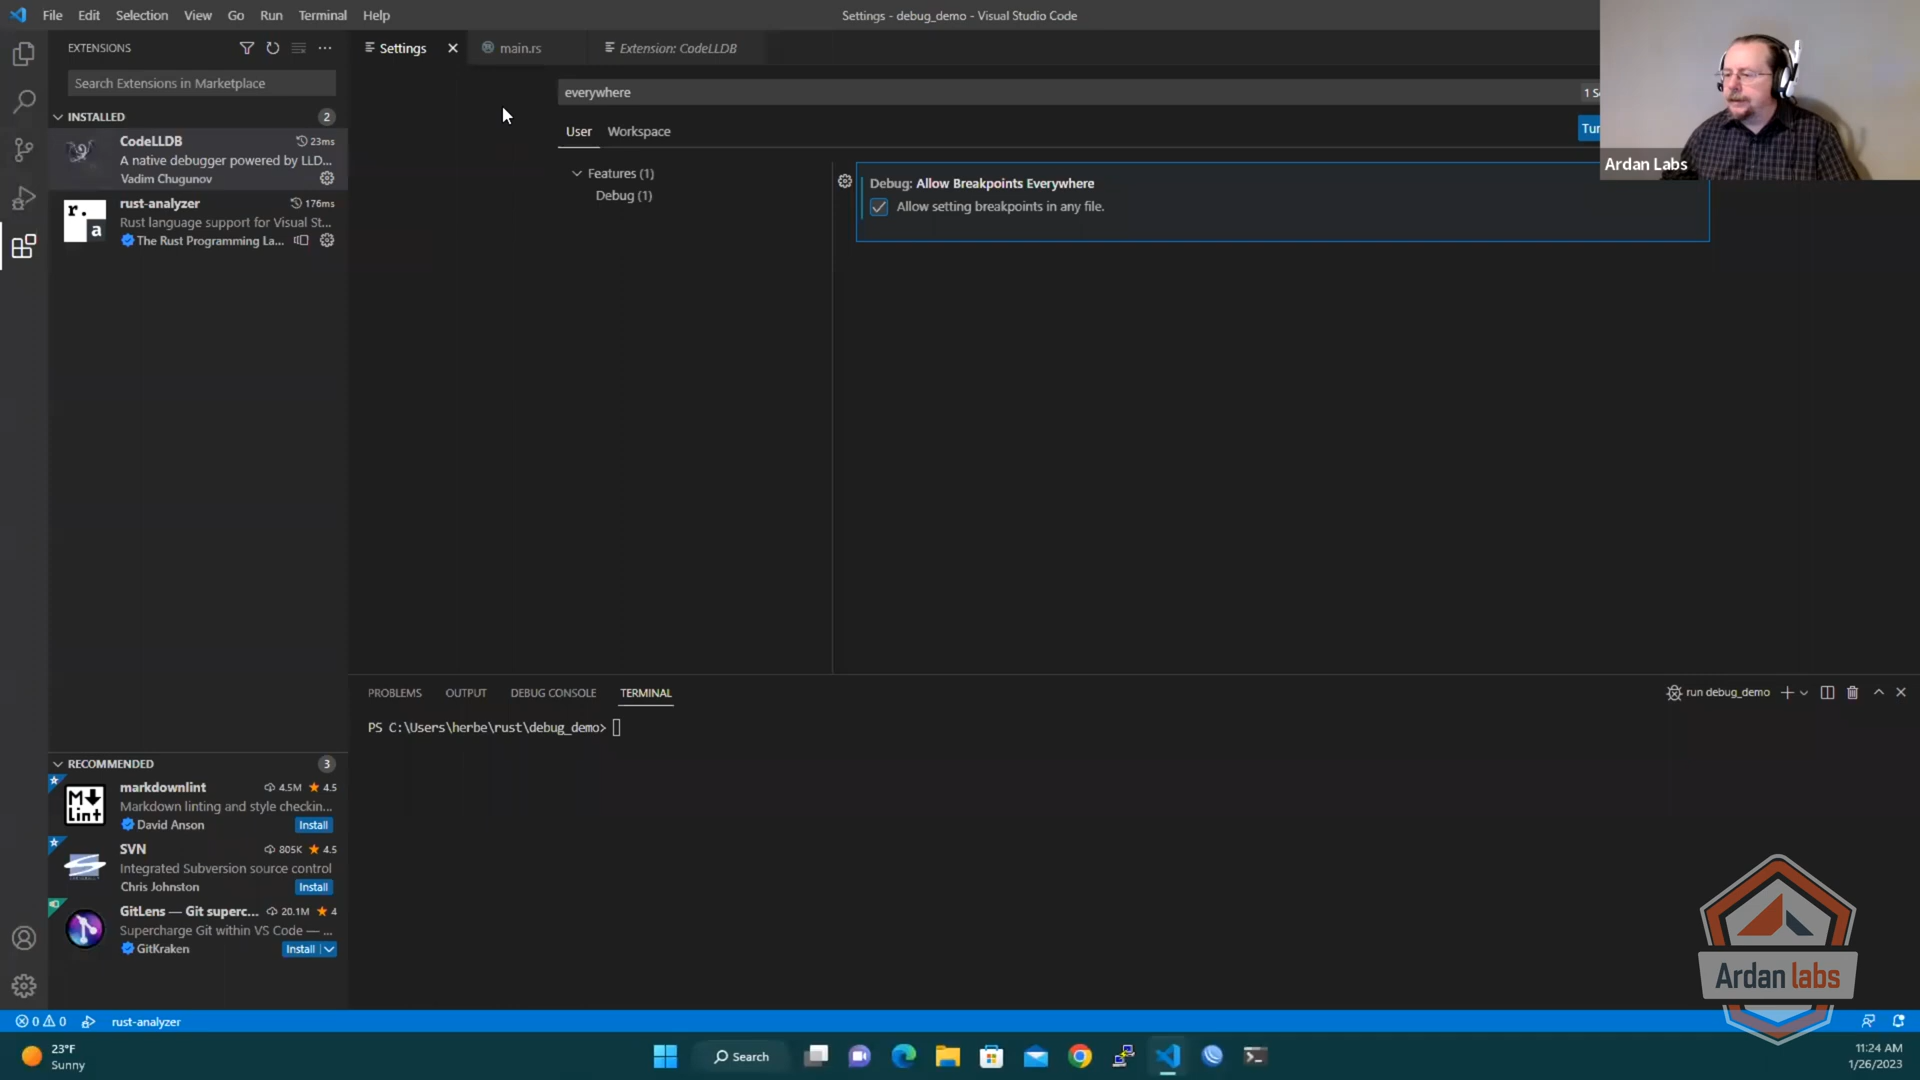 File Edit Selection View Go Run Terminal Help
Settings - debug_demo - Visual Studio Code
EXTENSIONS
Search Extensions in Marketplace
INSTALLED 2
CodeLLDB 23ms
A native debugger powered by LLD...
Vadim Chugunov
rust-analyzer 176ms
Rust language support for Visual St...
The Rust Programming La...
r.
a
RECOMMENDED 3
markdownlint 4.5M 4.5
Markdown linting and style checkin...
David Anson Install
M
Lint
SVN 805K 4.5
Integrated Subversion source control
Chris Johnston Install
GitLens — Git superc... 20.1M 4
Supercharge Git within VS Code — ...
GitKraken Install
Settings main.rs Extension: CodeLLDB
everywhere
User Workspace
Features (1)
Debug (1)
Debug: Allow Breakpoints Everywhere
Allow setting breakpoints in any file.
Ardan Labs
PROBLEMS OUTPUT DEBUG CONSOLE TERMINAL
run debug_demo
PS C:\Users\herbe\rust\debug_demo>
Ardan labs
0 0 rust-analyzer
23°F
Sunny
Search
11:24 AM
1/26/2023